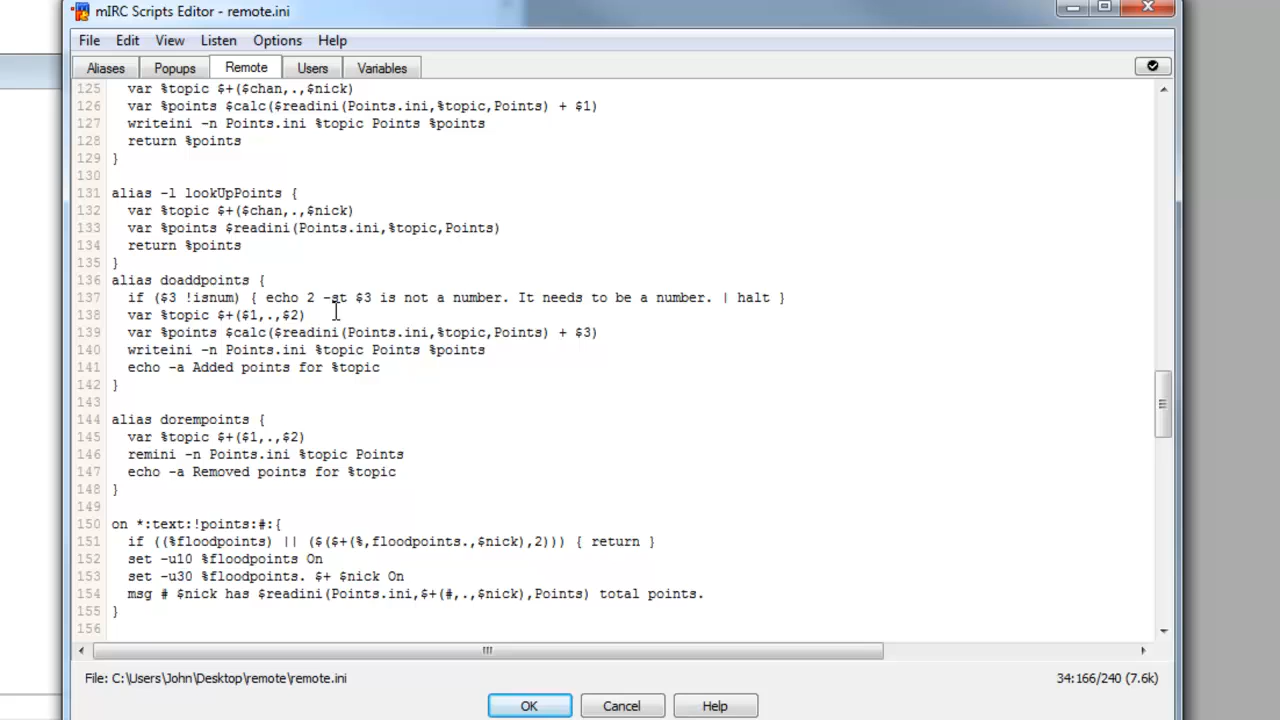 mIRC Scripts Editor - remote.ini
File Edit View Listen Options Help
Aliases Popups Remote Users Variables
125 var %topic $+($chan,.,$nick)
126 var %points $calc($readini(Points.ini,%topic,Points) + $1)
127 writeini -n Points.ini %topic Points %points
128 return %points
129 }
130
131 alias -l lookUpPoints {
132 var %topic $+($chan,.,$nick)
133 var %points $readini(Points.ini,%topic,Points)
134 return %points
135 }
136 alias doaddpoints {
137 if ($3 !isnum) { echo 2 -st $3 is not a number. It needs to be a number. | halt }
138 var %topic $+($1,.,$2)
139 var %points $calc($readini(Points.ini,%topic,Points) + $3)
140 writeini -n Points.ini %topic Points %points
141 echo -a Added points for %topic
142 }
143
144 alias dorempoints {
145 var %topic $+($1,.,$2)
146 remini -n Points.ini %topic Points
147 echo -a Removed points for %topic
148 }
149
150 on *:text:!points:#:{
151 if ((%floodpoints) || ($($+(%,floodpoints.,$nick),2))) { return }
152 set -u10 %floodpoints On
153 set -u30 %floodpoints. $+ $nick On
154 msg # $nick has $readini(Points.ini,$+(#,.,$nick),Points) total points.
155 }
156
File: C:\Users\John\Desktop\remote\remote.ini 34:166/240 (7.6k)
OK Cancel Help